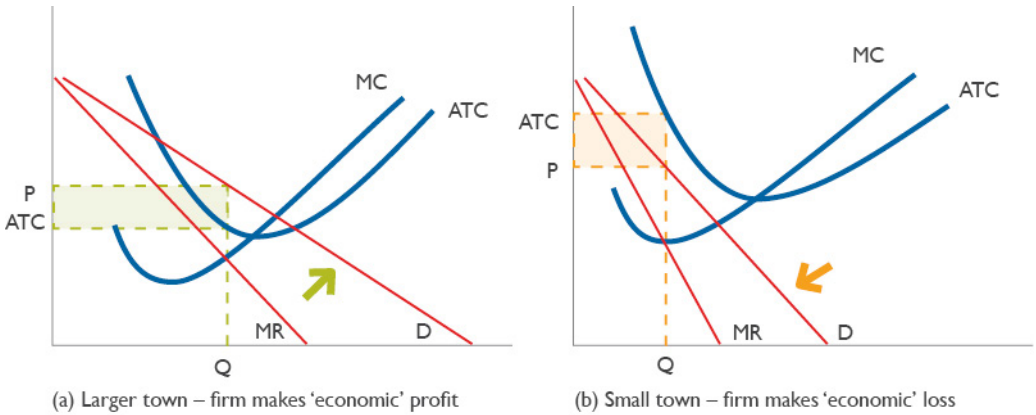 MC
ATC
P
ATC
MR
D
Q
(a) Larger town – firm makes ‘economic’ profit
MC
ATC
ATC
P
MR
D
Q
(b) Small town – firm makes ‘economic’ loss